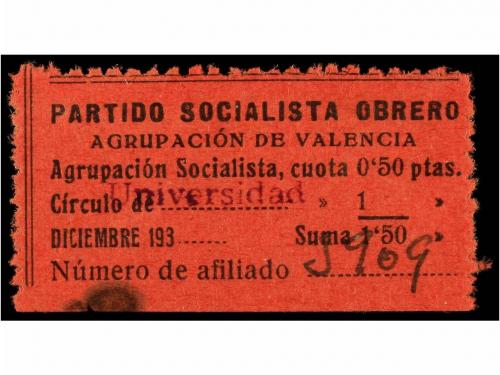 PARTIDO SOCIALISTA OBRERO
AGRUPACIÓN DE VALENCIA
Agrupación Socialista, cuota 0'50 ptas.
Círculo de Universidad » 1 »
DICIEMBRE 193...... Suma 1'50 »
Número de afiliado 5909